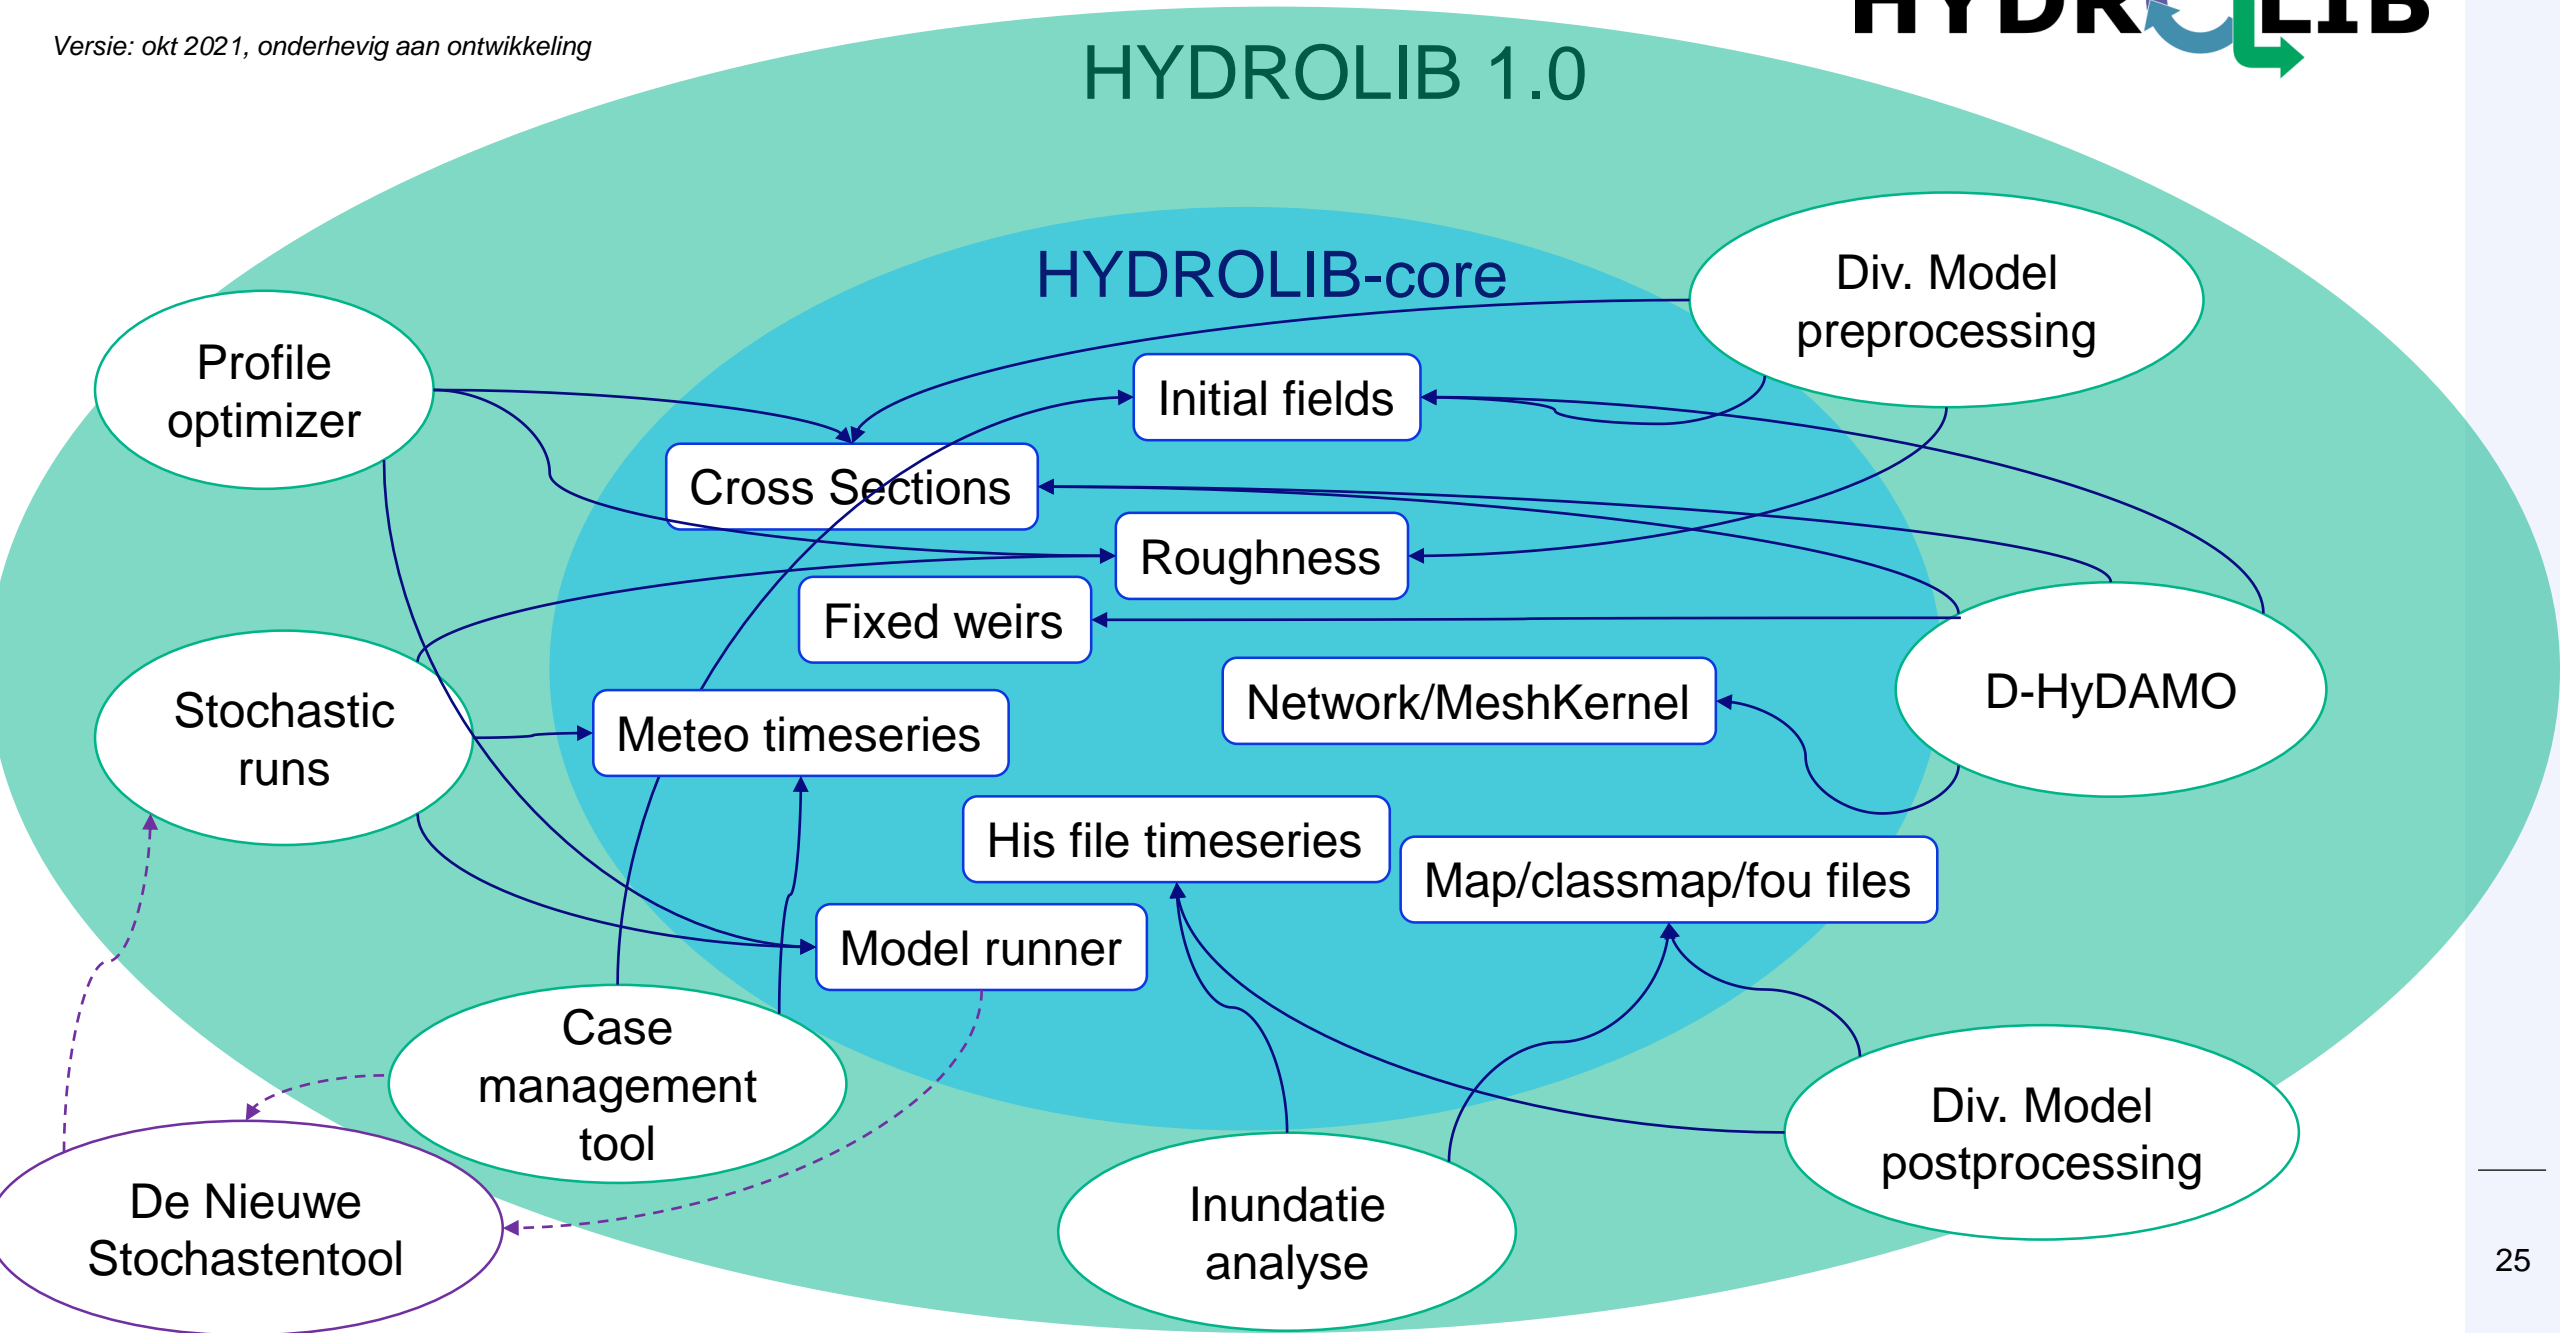 HYDROLIB
Versie: okt 2021, onderhevig aan ontwikkeling
HYDROLIB 1.0
HYDROLIB-core
Div. Model
preprocessing
Profile
optimizer
Initial fields
Cross Sections
Roughness
Fixed weirs
Network/MeshKernel
D-HyDAMO
Stochastic
runs
Meteo timeseries
His file timeseries
Map/classmap/fou files
Model runner
Case
management
tool
Div. Model
postprocessing
De Nieuwe
Stochastentool
Inundatie
analyse
25